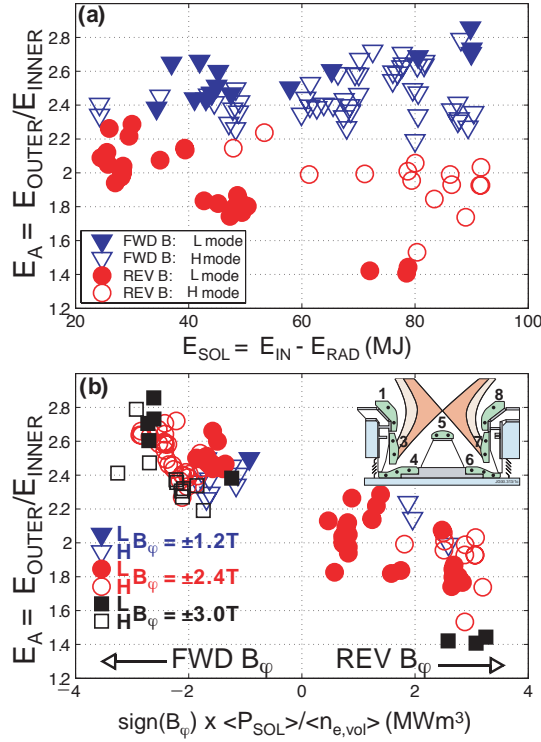 (a)
2.8
2.6
2.4
2.2
2
1.8
1.6
1.4
1.2
E_A = E_OUTER/E_INNER
FWD B: L mode
FWD B: H mode
REV B: L mode
REV B: H mode
20 40 60 80 100
E_SOL = E_IN - E_RAD (MJ)
(b)
2.8
2.6
2.4
2.2
2
1.8
1.6
1.4
1.2
E_A = E_OUTER/E_INNER
1 8
5
3 7
4 6
L
H B_φ = ±1.2T
L
H B_φ = ±2.4T
L
H B_φ = ±3.0T
FWD B_φ REV B_φ
−4 −2 0 2 4
sign(B_φ) x <P_SOL>/<n_e,vol> (MWm³)